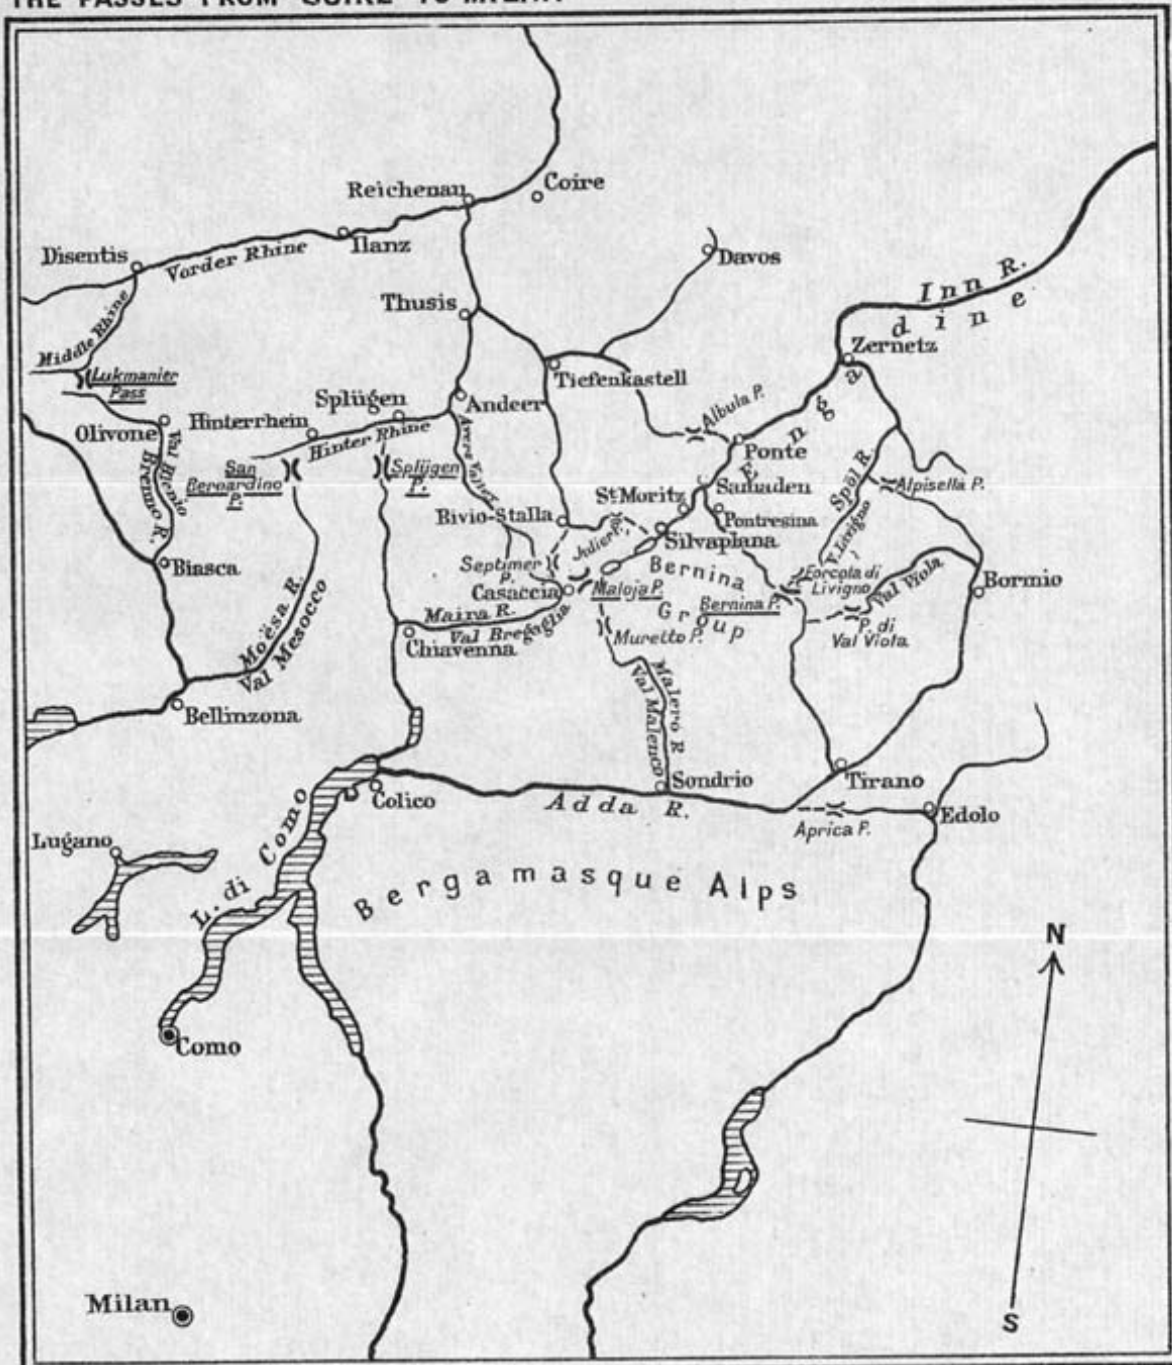 THE PASSES FROM COIRE TO MILAN
Reichenau
Coire
Disentis
Vorder Rhine
Ilanz
Davos
Inn R.
Engadine
Thusis
Zernetz
Middle Rhine
Lukmanier
Pass
Tiefenkastell
Albula P.
Splügen
Andeer
Hinterrhein
Hinter Rhine
Olivone
Ponte
Val Blenio
Brenno R.
San
Bernardino
P.
Splügen
P.
Avers Valley
Samaden
Spöl R.
Alpisella P.
St Moritz
Pontresina
Bivio-Stalla
Julier P.
Silvaplana
V. Livigno
Biasca
Septimer
P.
Bernina
Group
Forcola di
Livigno
Val Viola
Bormio
Casaccia
Maloja P.
Bernina P.
Maira R.
Val Bregaglia
Muretto P.
P. di
Val Viola
Moësa R.
Val Mesocco
Chiavenna
Malero R
Val Malenco
Bellinzona
Sondrio
Tirano
Colico
Adda R.
Edolo
Aprica P.
Lugano
L. di Como
Bergamasque Alps
N
Como
Milan
S